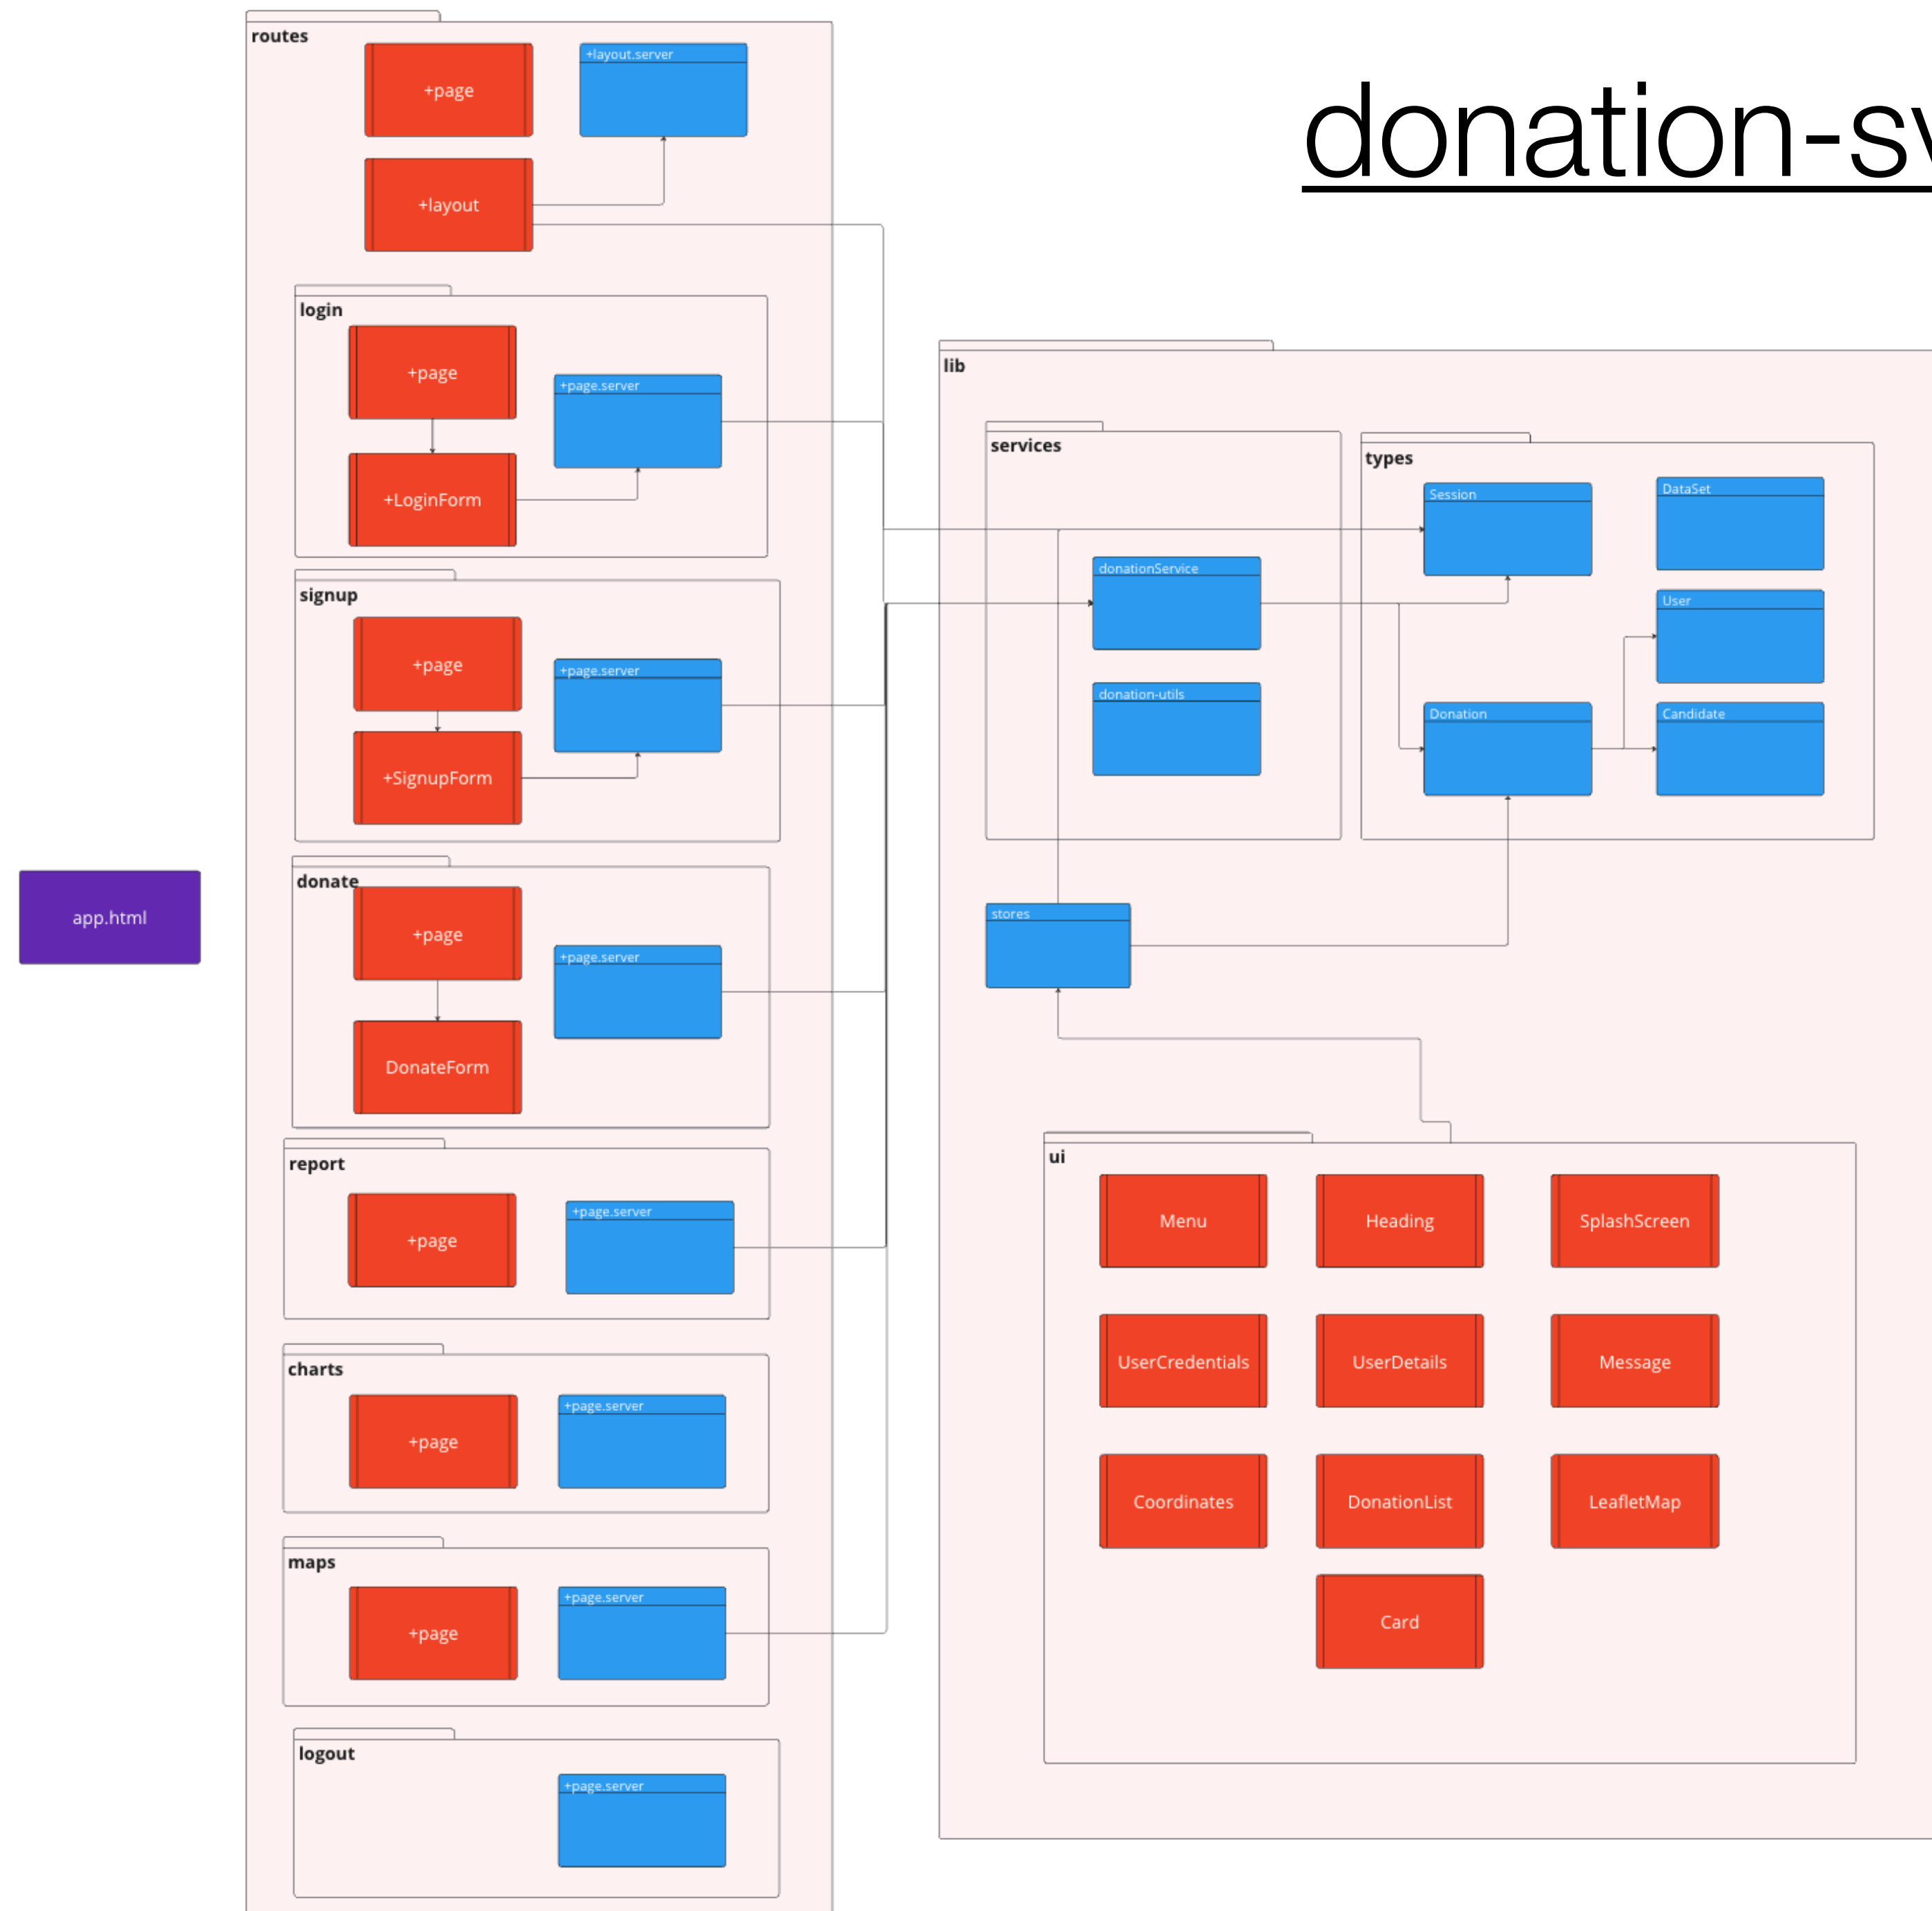 routes
+page
+layout.server
donation-sv
+layout
login
+page
+page.server
+LoginForm
signup
+page
+page.server
+SignupForm
donate
+page
+page.server
DonateForm
app.html
report
+page
+page.server
charts
+page
+page.server
maps
+page
+page.server
logout
+page.server
lib
services
donationService
donation-utils
types
Session
DataSet
User
Donation
Candidate
stores
ui
Menu
Heading
SplashScreen
UserCredentials
UserDetails
Message
Coordinates
DonationList
LeafletMap
Card